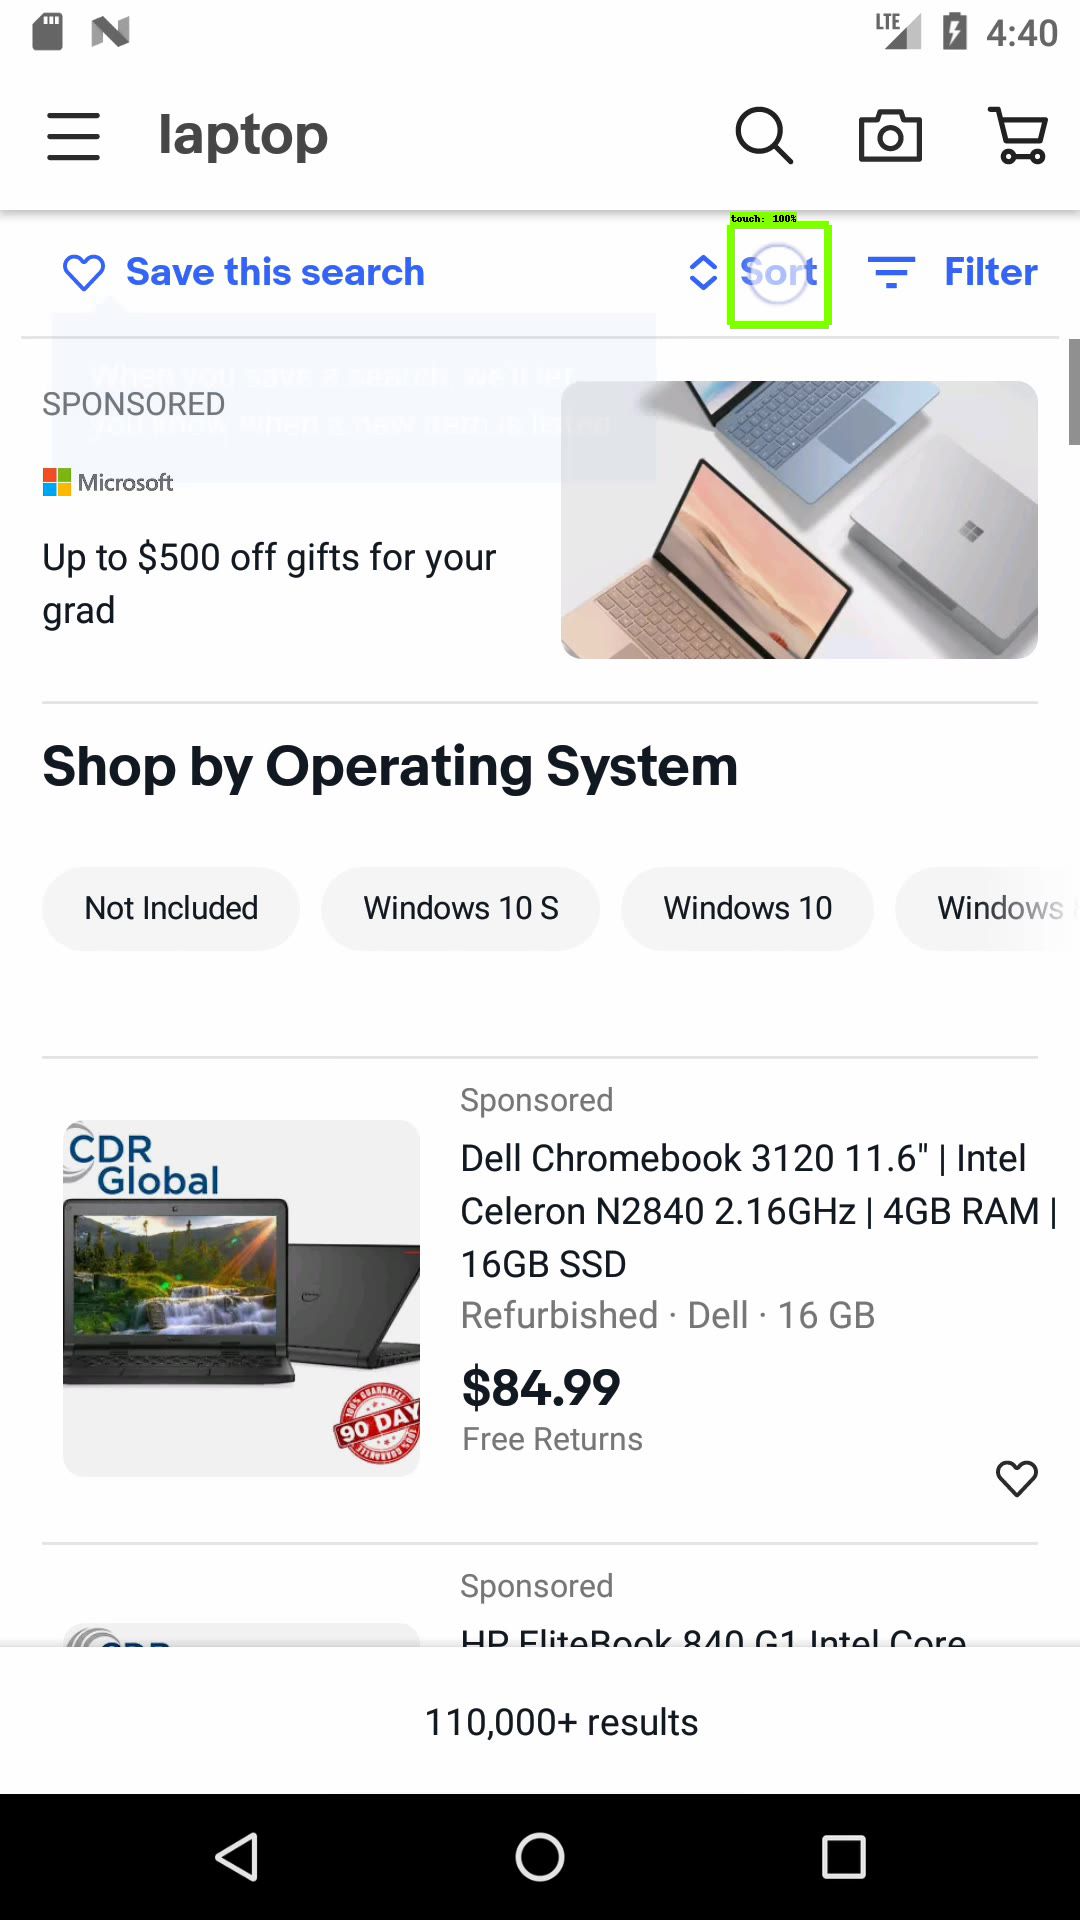 LTE 4:40
laptop
touch: 100%
Save this search
Sort
Filter
When you save a search, we'll let
you know when a new item is listed
SPONSORED
Microsoft
Up to $500 off gifts for your
grad
Shop by Operating System
Not Included
Windows 10 S
Windows 10
Windows
Sponsored
CDR
Global
90 DAY
Dell Chromebook 3120 11.6" | Intel
Celeron N2840 2.16GHz | 4GB RAM |
16GB SSD
Refurbished · Dell · 16 GB
$84.99
Free Returns
Sponsored
CDR
HP EliteBook 840 G1 Intel Core
110,000+ results